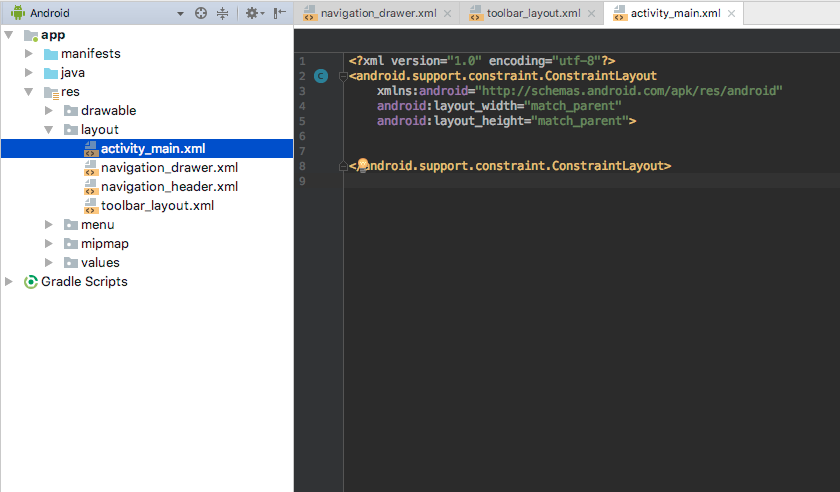 Android
navigation_drawer.xml
toolbar_layout.xml
activity_main.xml
app
manifests
java
res
drawable
layout
activity_main.xml
navigation_drawer.xml
navigation_header.xml
toolbar_layout.xml
menu
mipmap
values
Gradle Scripts
1 <?xml version="1.0" encoding="utf-8"?>
2 C <android.support.constraint.ConstraintLayout
3 xmlns:android="http://schemas.android.com/apk/res/android"
4 android:layout_width="match_parent"
5 android:layout_height="match_parent">
6
7
8 </android.support.constraint.ConstraintLayout>
9